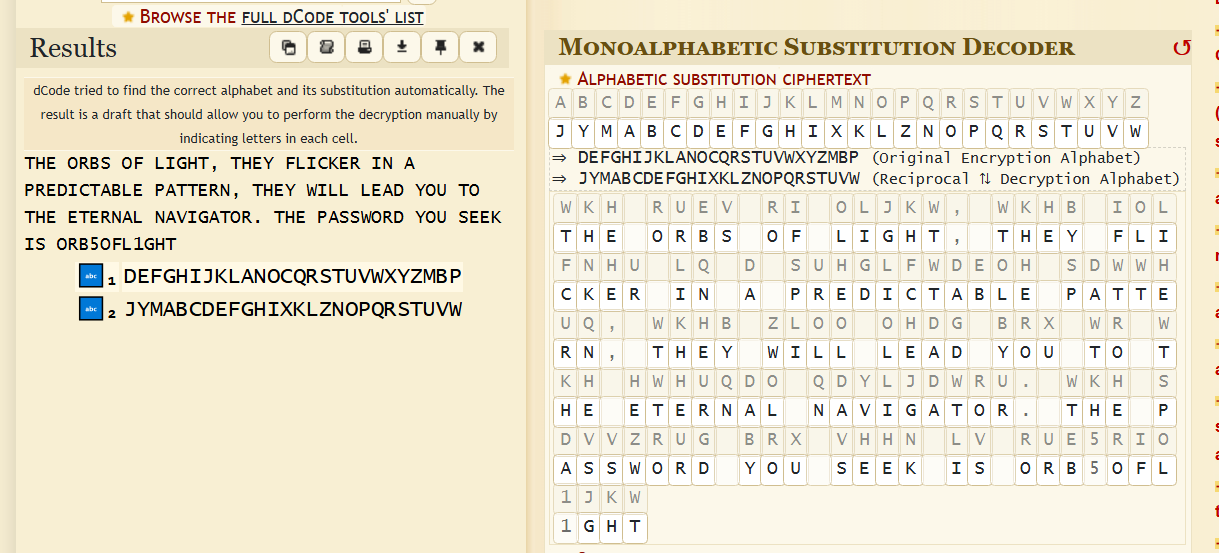 ★ BROWSE THE FULL DCODE TOOLS' LIST
Results
dCode tried to find the correct alphabet and its substitution automatically. The
result is a draft that should allow you to perform the decryption manually by
indicating letters in each cell.
THE ORBS OF LIGHT, THEY FLICKER IN A
PREDICTABLE PATTERN, THEY WILL LEAD YOU TO
THE ETERNAL NAVIGATOR. THE PASSWORD YOU SEEK
IS ORB5OFL1GHT
abc 1 DEFGHIJKLANOCQRSTUVWXYZMBP
abc 2 JYMABCDEFGHIXKLZNOPQRSTUVW
MONOALPHABETIC SUBSTITUTION DECODER
★ ALPHABETIC SUBSTITUTION CIPHERTEXT
A B C D E F G H I J K L M N O P Q R S T U V W X Y Z
J Y M A B C D E F G H I X K L Z N O P Q R S T U V W
⇒ DEFGHIJKLANOCQRSTUVWXYZMBP (Original Encryption Alphabet)
⇒ JYMABCDEFGHIXKLZNOPQRSTUVW (Reciprocal ⇅ Decryption Alphabet)
W K H   R U E V   R I   O L J K W ,   W K H B   I O L
T H E   O R B S   O F   L I G H T ,   T H E Y   F L I
F N H U   L Q   D   S U H G L F W D E O H   S D W W H
C K E R   I N   A   P R E D I C T A B L E   P A T T E
U Q ,   W K H B   Z L O O   O H D G   B R X   W R   W
R N ,   T H E Y   W I L L   L E A D   Y O U   T O   T
K H   H W H U Q D O   Q D Y L J D W R U .   W K H   S
H E   E T E R N A L   N A V I G A T O R .   T H E   P
D V V Z R U G   B R X   V H H N   L V   R U E 5 R I O
A S S W O R D   Y O U   S E E K   I S   O R B 5 O F L
1 J K W
1 G H T